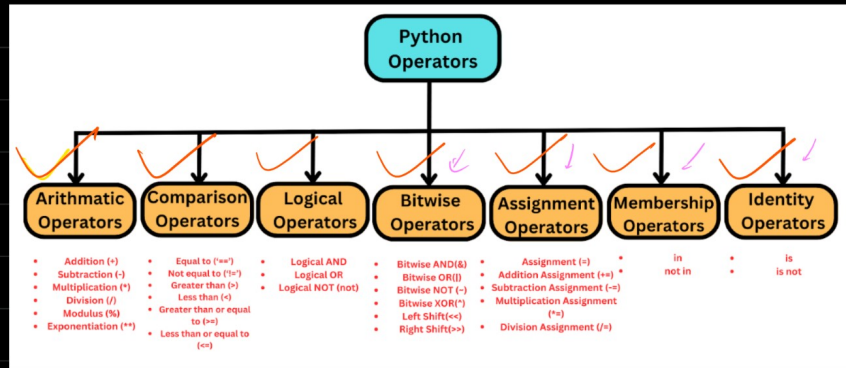 Python
Operators
Arithmatic
Operators
Comparison
Operators
Logical
Operators
Bitwise
Operators
Assignment
Operators
Membership
Operators
Identity
Operators
• Addition (+)
• Subtraction (-)
• Multiplication (*)
• Division (/)
• Modulus (%)
• Exponentiation (**)
• Equal to ('==')
• Not equal to ('!=')
• Greater than (>)
• Less than (<)
• Greater than or equal
to (>=)
• Less than or equal to
(<=)
• Logical AND
• Logical OR
• Logical NOT (not)
• Bitwise AND(&)
• Bitwise OR(|)
• Bitwise NOT (~)
• Bitwise XOR(^)
• Left Shift(<<)
• Right Shift(>>)
• Assignment (=)
• Addition Assignment (+=)
• Subtraction Assignment (-=)
• Multiplication Assignment
(*=)
• Division Assignment (/=)
• in
• not in
• is
• is not